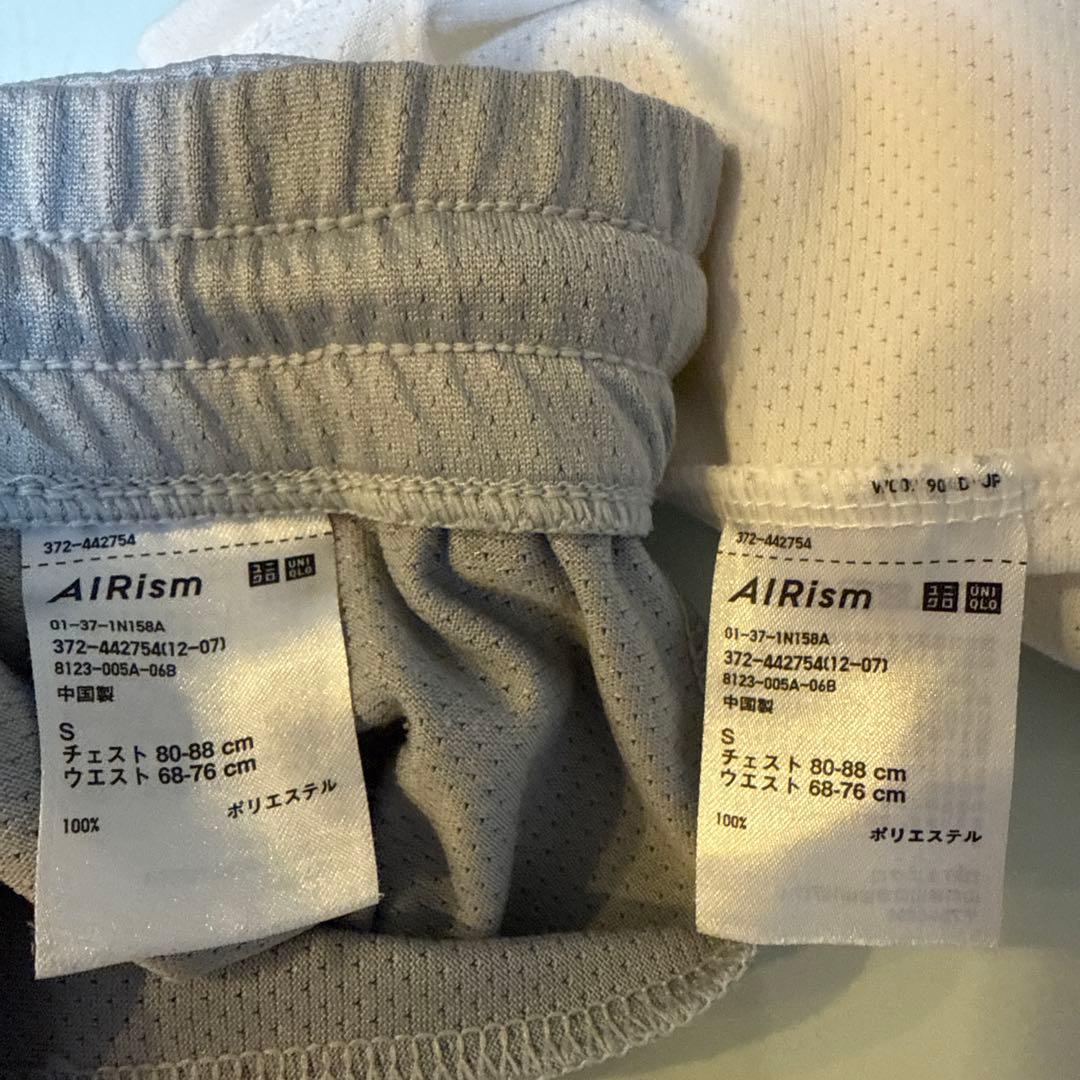 372-442754
AIRism ユニクロ UNIQLO
01-37-1N158A
372-442754(12-07)
8123-005A-06B
中国製
S
チェスト 80-88 cm
ウエスト 68-76 cm
ポリエステル
100%
372-442754
AIRism ユニクロ UNIQLO
01-37-1N158A
372-442754(12-07)
8123-005A-06B
中国製
S
チェスト 80-88 cm
ウエスト 68-76 cm
100%
ポリエステル